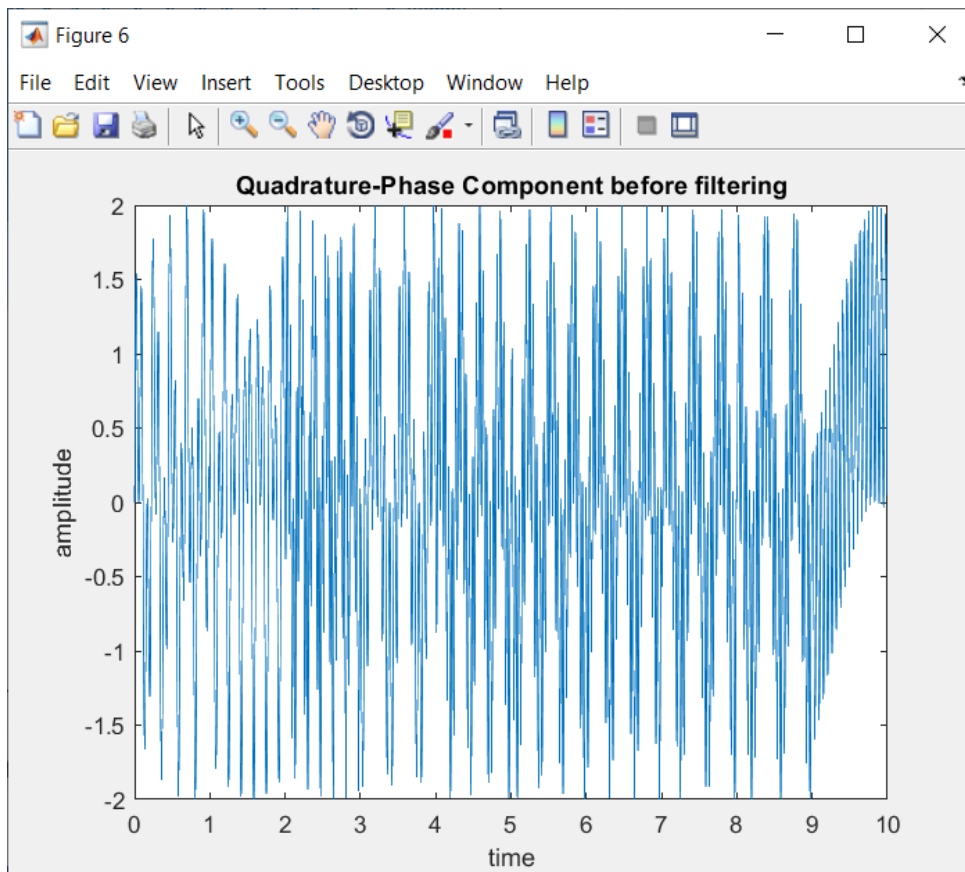 Figure 6
File Edit View Insert Tools Desktop Window Help
Quadrature-Phase Component before filtering
2
1.5
1
0.5
0
-0.5
-1
-1.5
-2
amplitude
0 1 2 3 4 5 6 7 8 9 10
time